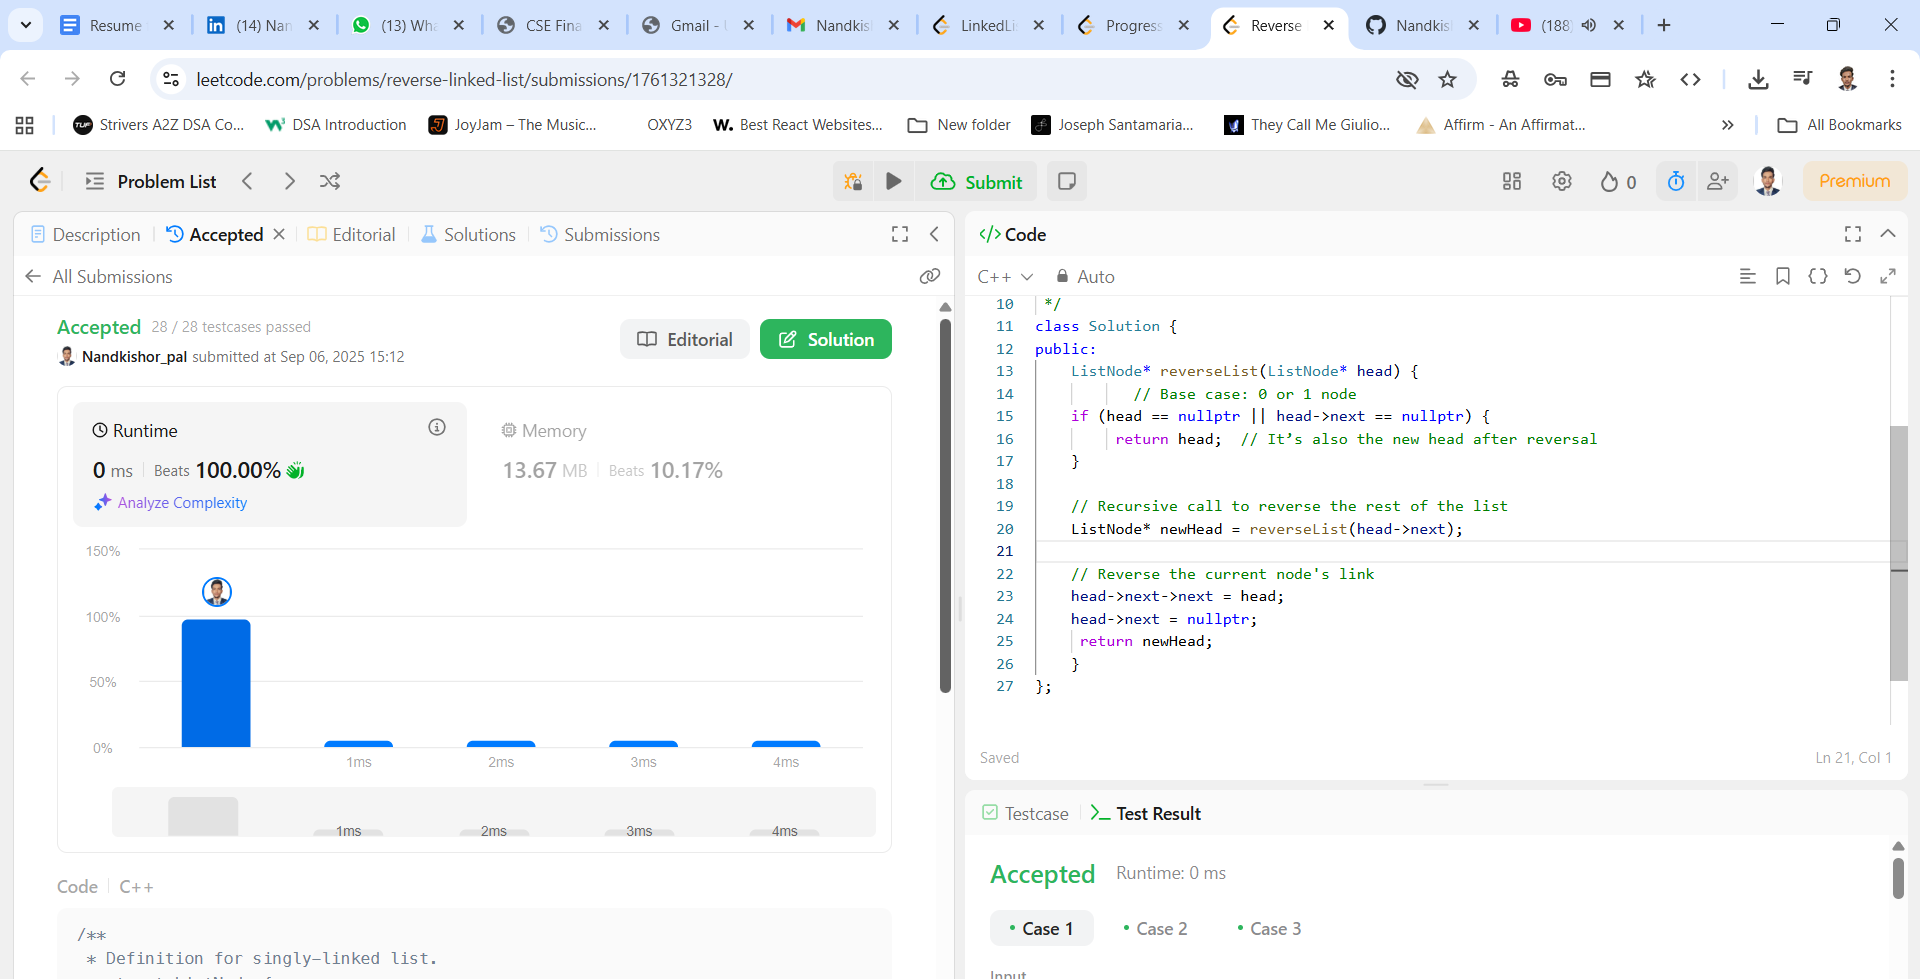 Resume
(14) Nan
(13) Wha
CSE Fina
Gmail -
Nandkis
LinkedLi
Progress
Reverse
Nandkis
(188)
leetcode.com/problems/reverse-linked-list/submissions/1761321328/
TUF Strivers A2Z DSA Co...
DSA Introduction
JoyJam – The Music...
OXYZ3
W. Best React Websites...
New folder
Joseph Santamaria...
They Call Me Giulio...
Affirm - An Affirmat...
All Bookmarks
Problem List
Submit
0
Premium
Description
Accepted
Editorial
Solutions
Submissions
All Submissions
Accepted 28 / 28 testcases passed
Nandkishor_pal submitted at Sep 06, 2025 15:12
Editorial
Solution
Runtime
0 ms Beats 100.00%
Analyze Complexity
Memory
13.67 MB Beats 10.17%
150%
100%
50%
0%
1ms 2ms 3ms 4ms
1ms 2ms 3ms 4ms
Code C++
/**
* Definition for singly-linked list.
</> Code
C++ Auto
10 */
11 class Solution {
12 public:
13 ListNode* reverseList(ListNode* head) {
14 // Base case: 0 or 1 node
15 if (head == nullptr || head->next == nullptr) {
16 return head; // It’s also the new head after reversal
17 }
18
19 // Recursive call to reverse the rest of the list
20 ListNode* newHead = reverseList(head->next);
21
22 // Reverse the current node's link
23 head->next->next = head;
24 head->next = nullptr;
25 return newHead;
26 }
27 };
Saved
Ln 21, Col 1
Testcase
Test Result
Accepted Runtime: 0 ms
• Case 1 • Case 2 • Case 3
Input